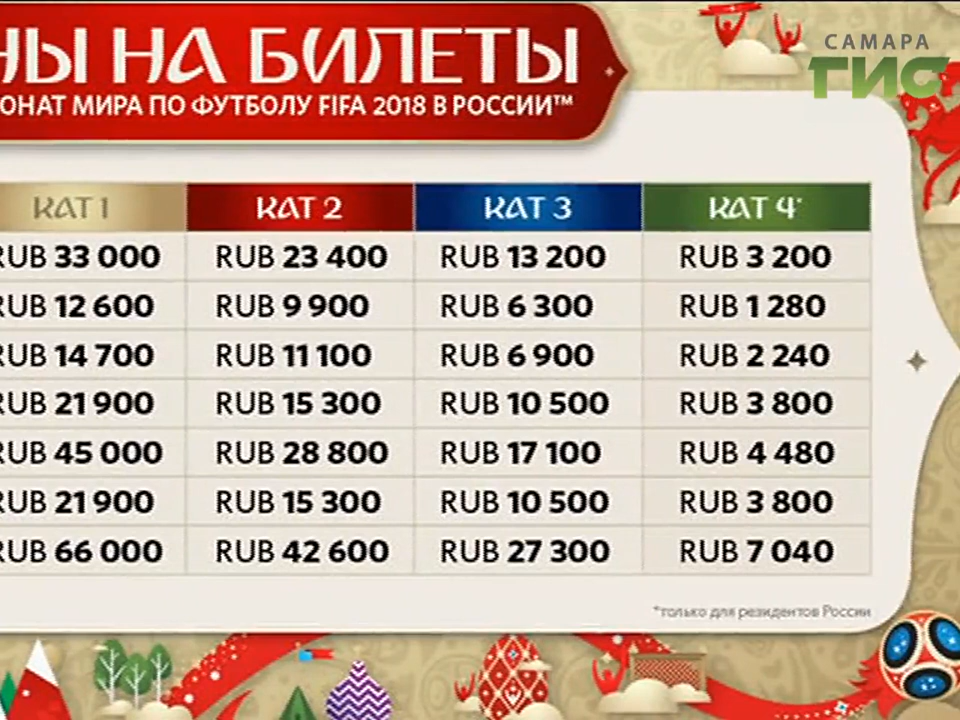 НЫ НА БИЛЕТЫ
ОНАТ МИРА ПО ФУТБОЛУ FIFA 2018 В РОССИИ™
САМАРА
ГИС
КАТ 1 КАТ 2 КАТ 3 КАТ 4*
RUB 33 000 RUB 23 400 RUB 13 200 RUB 3 200
RUB 12 600 RUB 9 900 RUB 6 300 RUB 1 280
RUB 14 700 RUB 11 100 RUB 6 900 RUB 2 240
RUB 21 900 RUB 15 300 RUB 10 500 RUB 3 800
RUB 45 000 RUB 28 800 RUB 17 100 RUB 4 480
RUB 21 900 RUB 15 300 RUB 10 500 RUB 3 800
RUB 66 000 RUB 42 600 RUB 27 300 RUB 7 040
*только для резидентов России